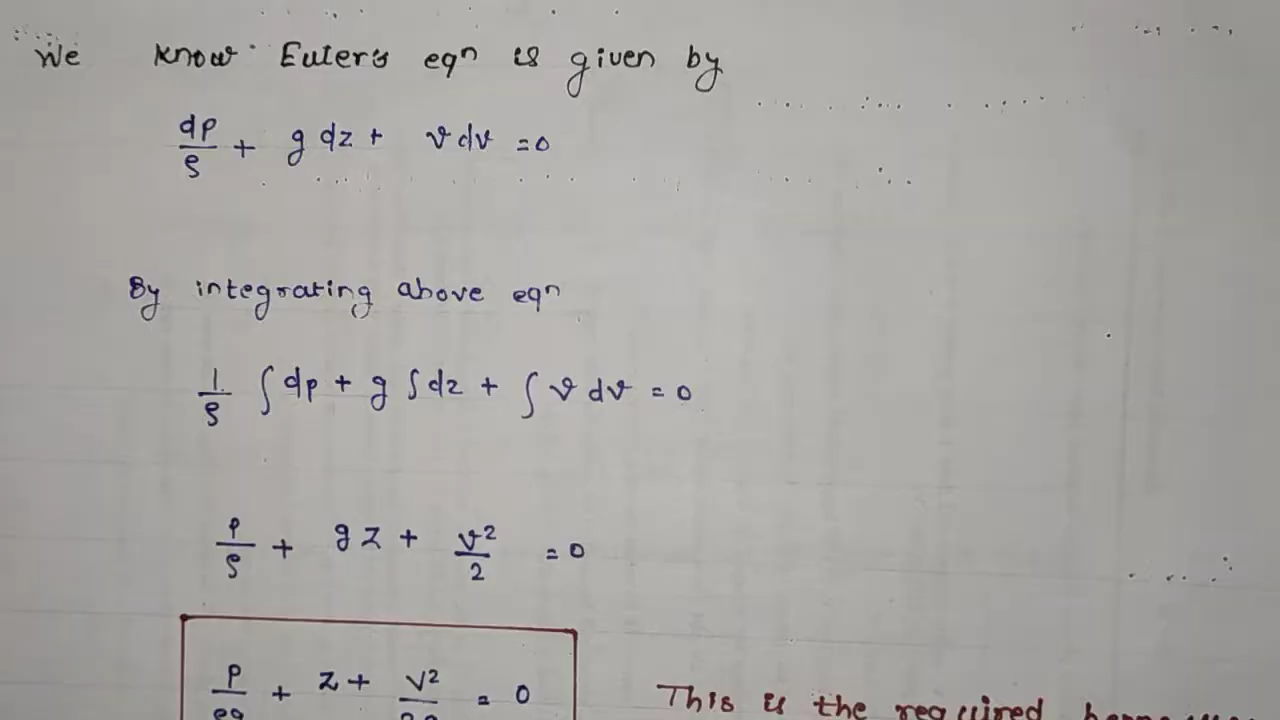 We know Euler's eqn is given by
dp/ρ + g dz + v dv = 0
By integrating above eqn
1/ρ ∫ dp + g ∫ dz + ∫ v dv = 0
P/ρ + g z + v²/2 = 0
P/ρg + z + v²/2g = 0 This is the required